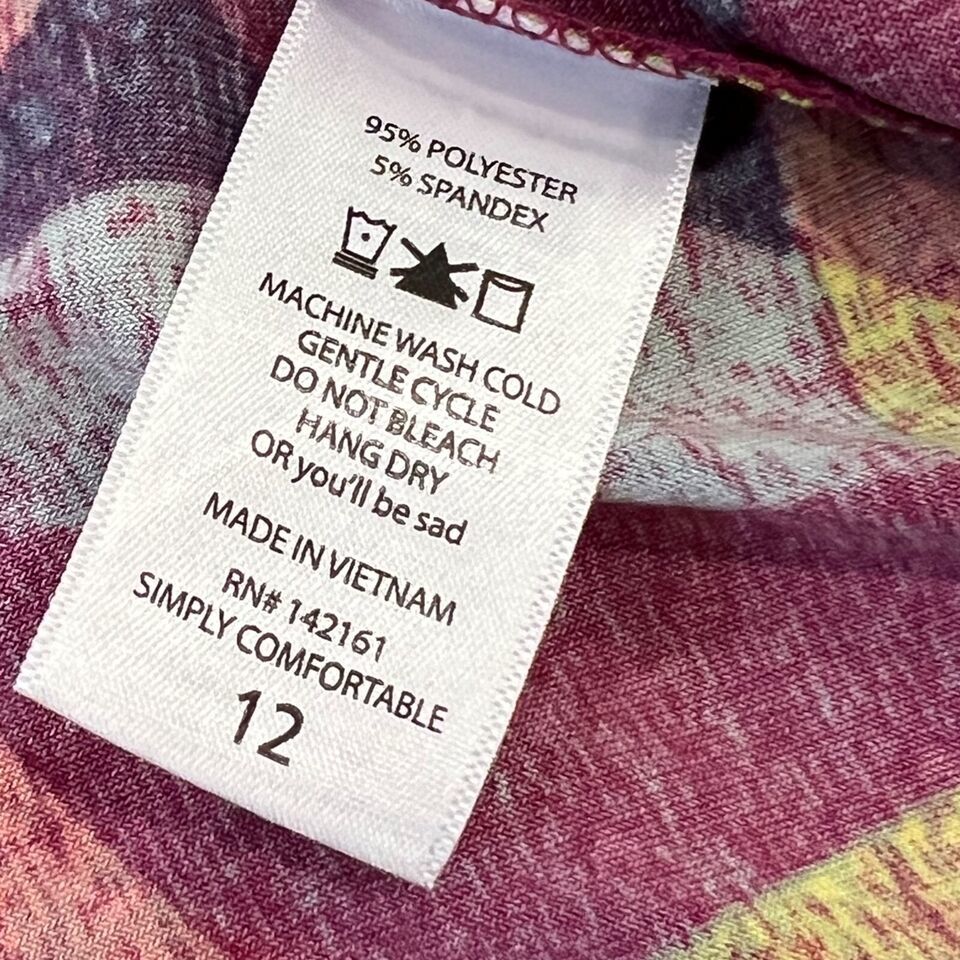 95% POLYESTER
5% SPANDEX
MACHINE WASH COLD
GENTLE CYCLE
DO NOT BLEACH
HANG DRY
OR you'll be sad
MADE IN VIETNAM
RN# 142161
SIMPLY COMFORTABLE
12